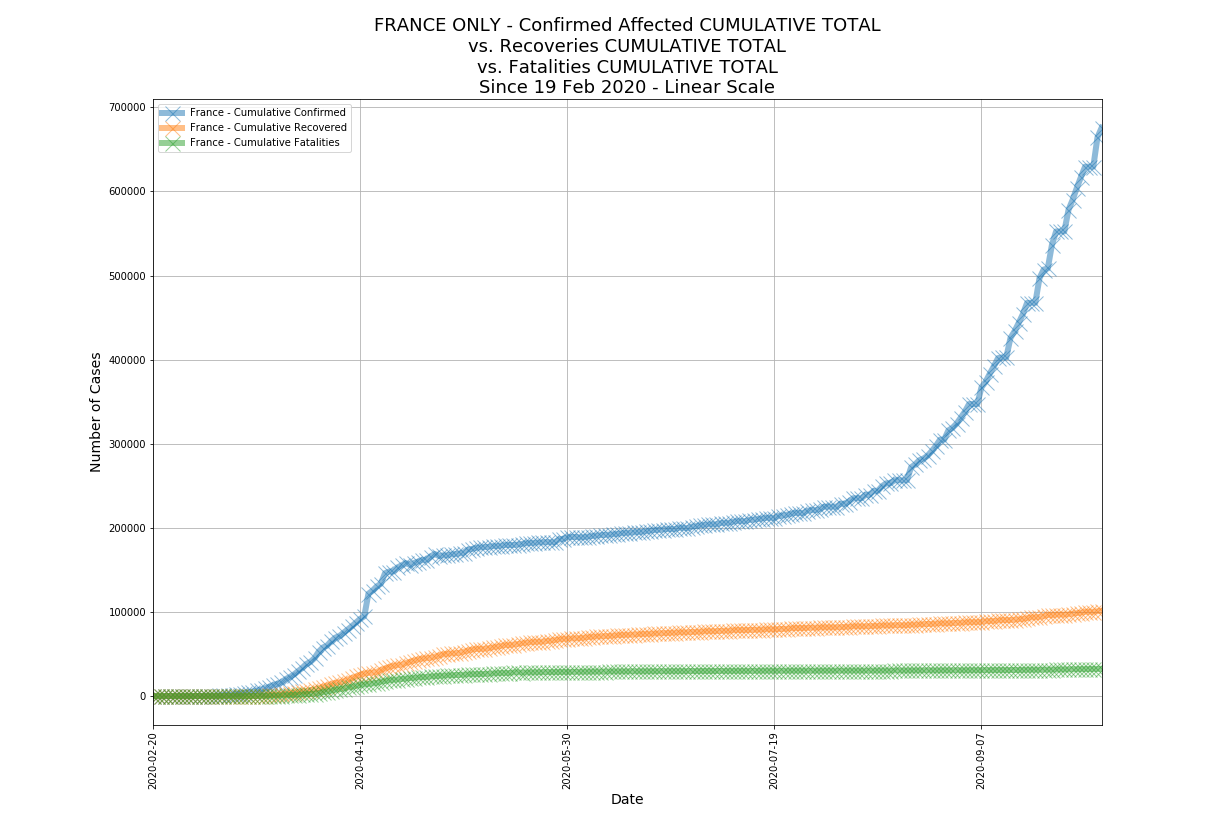 FRANCE ONLY - Confirmed Affected CUMULATIVE TOTAL
vs. Recoveries CUMULATIVE TOTAL
vs. Fatalities CUMULATIVE TOTAL
Since 19 Feb 2020 - Linear Scale
France - Cumulative Confirmed
France - Cumulative Recovered
France - Cumulative Fatalities
Number of Cases
700000
600000
500000
400000
300000
200000
100000
0
2020-02-20
2020-04-10
2020-05-30
2020-07-19
2020-09-07
Date